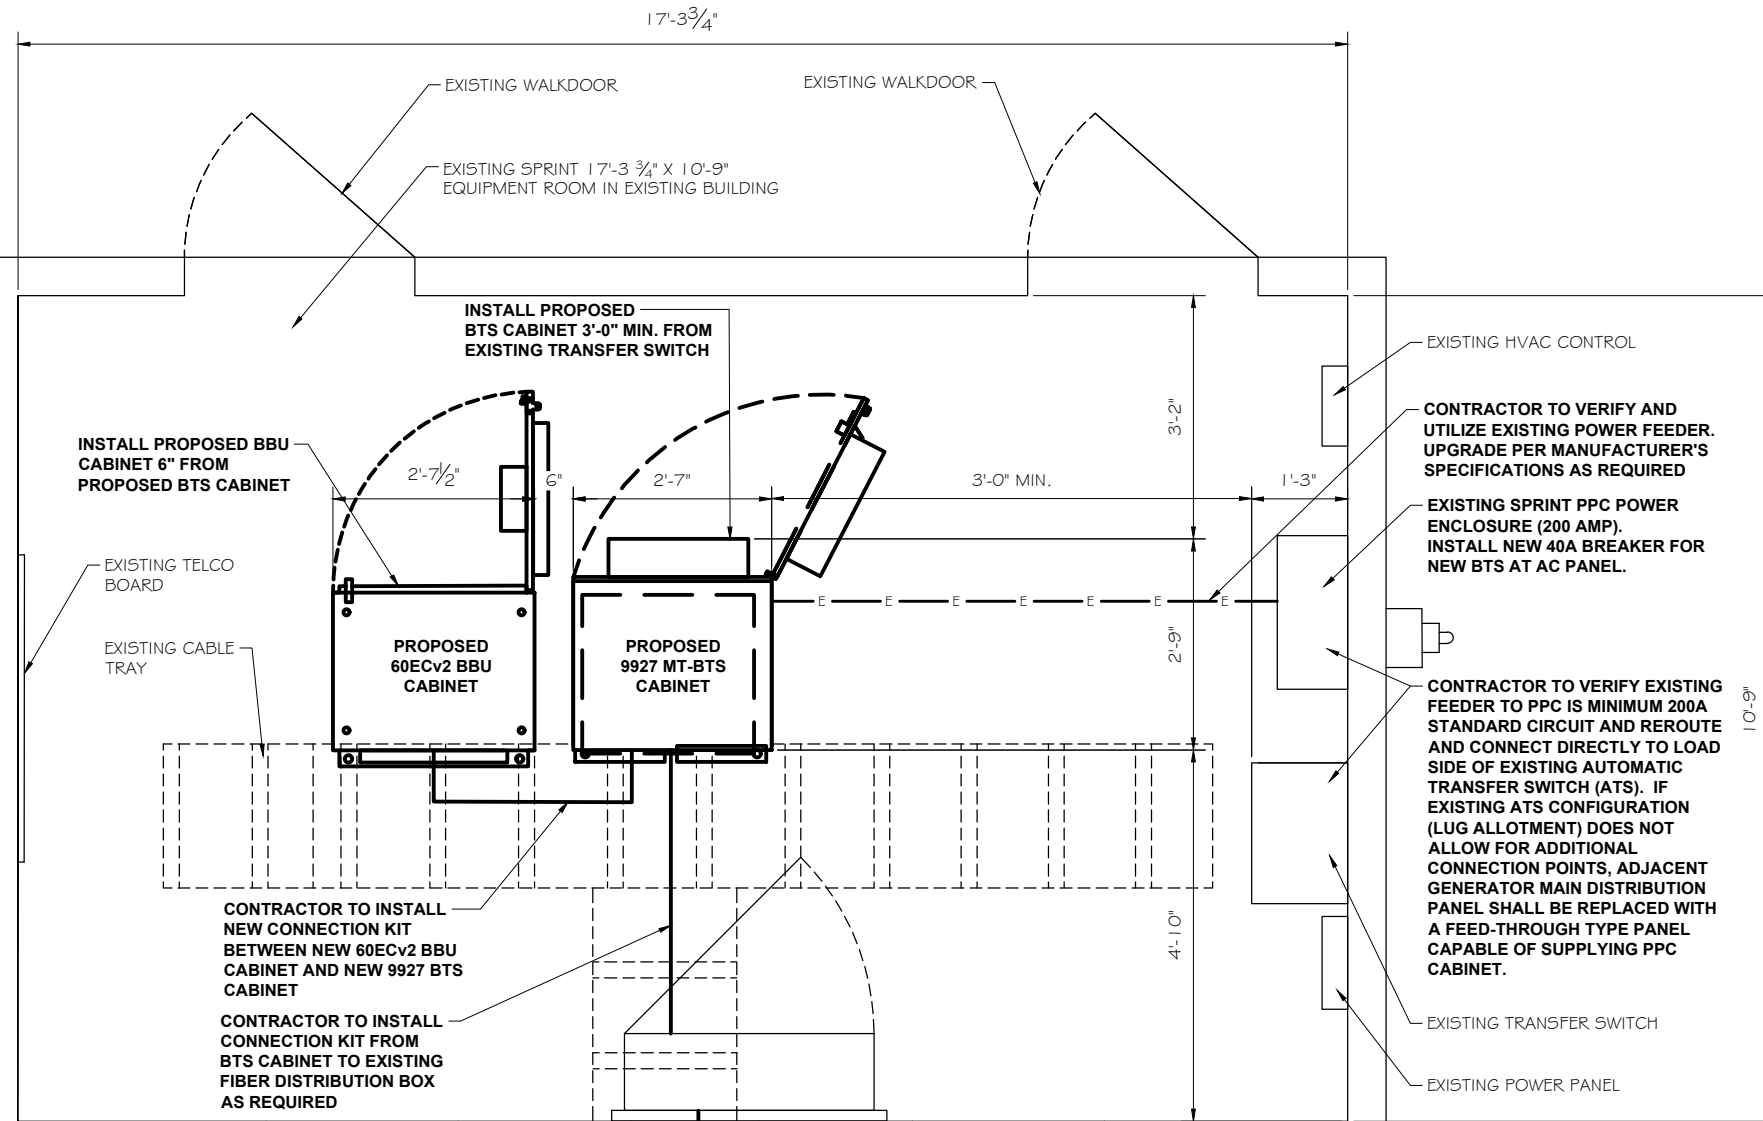 17'-3¾"
EXISTING WALKDOOR
EXISTING WALKDOOR
EXISTING SPRINT 17'-3 ¾" X 10'-9"
EQUIPMENT ROOM IN EXISTING BUILDING
INSTALL PROPOSED
BTS CABINET 3'-0" MIN. FROM
EXISTING TRANSFER SWITCH
EXISTING HVAC CONTROL
3'-2"
CONTRACTOR TO VERIFY AND
UTILIZE EXISTING POWER FEEDER.
UPGRADE PER MANUFACTURER'S
SPECIFICATIONS AS REQUIRED
INSTALL PROPOSED BBU
CABINET 6" FROM
PROPOSED BTS CABINET
2'-7½"
6"
2'-7"
3'-0" MIN.
1'-3"
EXISTING SPRINT PPC POWER
ENCLOSURE (200 AMP).
INSTALL NEW 40A BREAKER FOR
NEW BTS AT AC PANEL.
EXISTING TELCO
BOARD
E E E E E E E
EXISTING CABLE
TRAY
PROPOSED
60ECv2 BBU
CABINET
PROPOSED
9927 MT-BTS
CABINET
2'-9"
10'-9"
CONTRACTOR TO VERIFY EXISTING
FEEDER TO PPC IS MINIMUM 200A
STANDARD CIRCUIT AND REROUTE
AND CONNECT DIRECTLY TO LOAD
SIDE OF EXISTING AUTOMATIC
TRANSFER SWITCH (ATS). IF
EXISTING ATS CONFIGURATION
(LUG ALLOTMENT) DOES NOT
ALLOW FOR ADDITIONAL
CONNECTION POINTS, ADJACENT
GENERATOR MAIN DISTRIBUTION
PANEL SHALL BE REPLACED WITH
A FEED-THROUGH TYPE PANEL
CAPABLE OF SUPPLYING PPC
CABINET.
4'-10"
CONTRACTOR TO INSTALL
NEW CONNECTION KIT
BETWEEN NEW 60ECv2 BBU
CABINET AND NEW 9927 BTS
CABINET
CONTRACTOR TO INSTALL
CONNECTION KIT FROM
BTS CABINET TO EXISTING
FIBER DISTRIBUTION BOX
AS REQUIRED
EXISTING TRANSFER SWITCH
EXISTING POWER PANEL